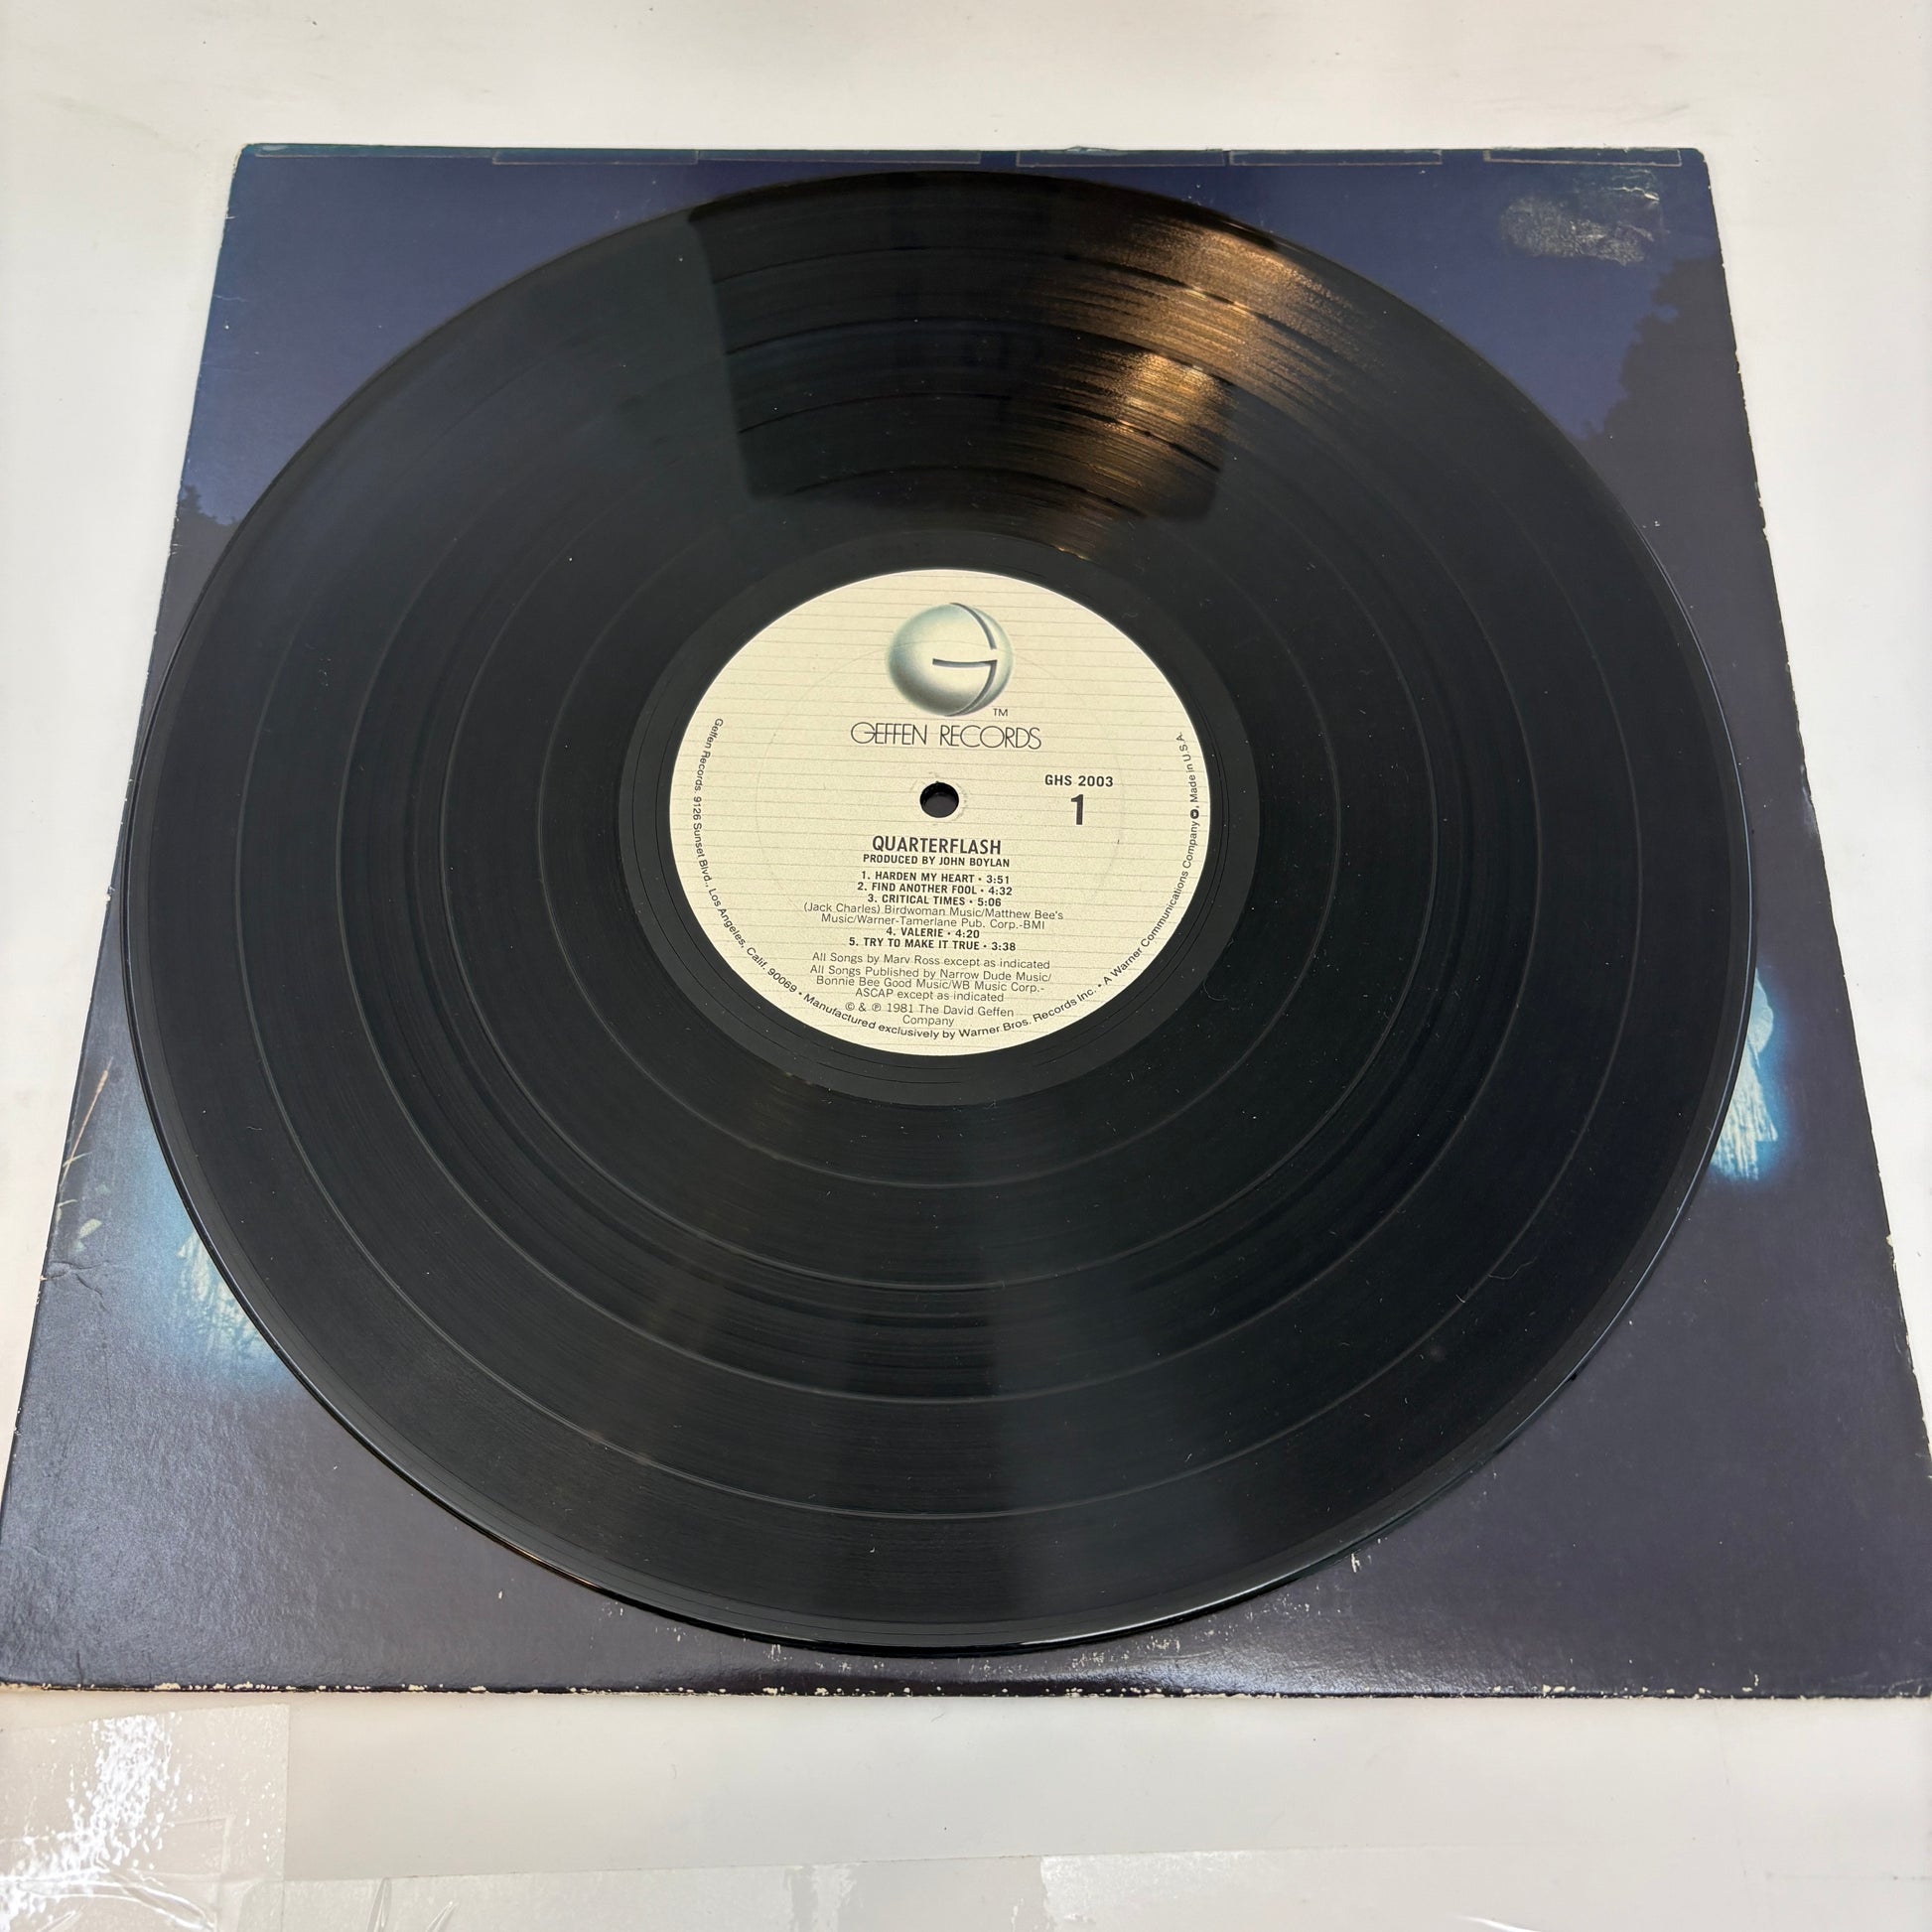 TM
GEFFEN RECORDS
GHS 2003
1
QUARTERFLASH
PRODUCED BY JOHN BOYLAN
1. HARDEN MY HEART • 3:51
2. FIND ANOTHER FOOL • 4:32
3. CRITICAL TIMES • 5:06
(Jack Charles) Birdwoman Music/Matthew Bee's
Music/Warner-Tamerlane Pub. Corp.-BMI
4. VALERIE • 4:20
5. TRY TO MAKE IT TRUE • 3:38
All Songs by Marv Ross except as indicated
All Songs Published by Narrow Dude Music/
Bonnie Bee Good Music/WB Music Corp.-
ASCAP except as indicated
© & ℗ 1981 The David Geffen
Company
Geffen Records, 9126 Sunset Blvd., Los Angeles, Calif. 90069 • Manufactured exclusively by Warner Bros. Records Inc. • A Warner Communications Company, Made in U.S.A.